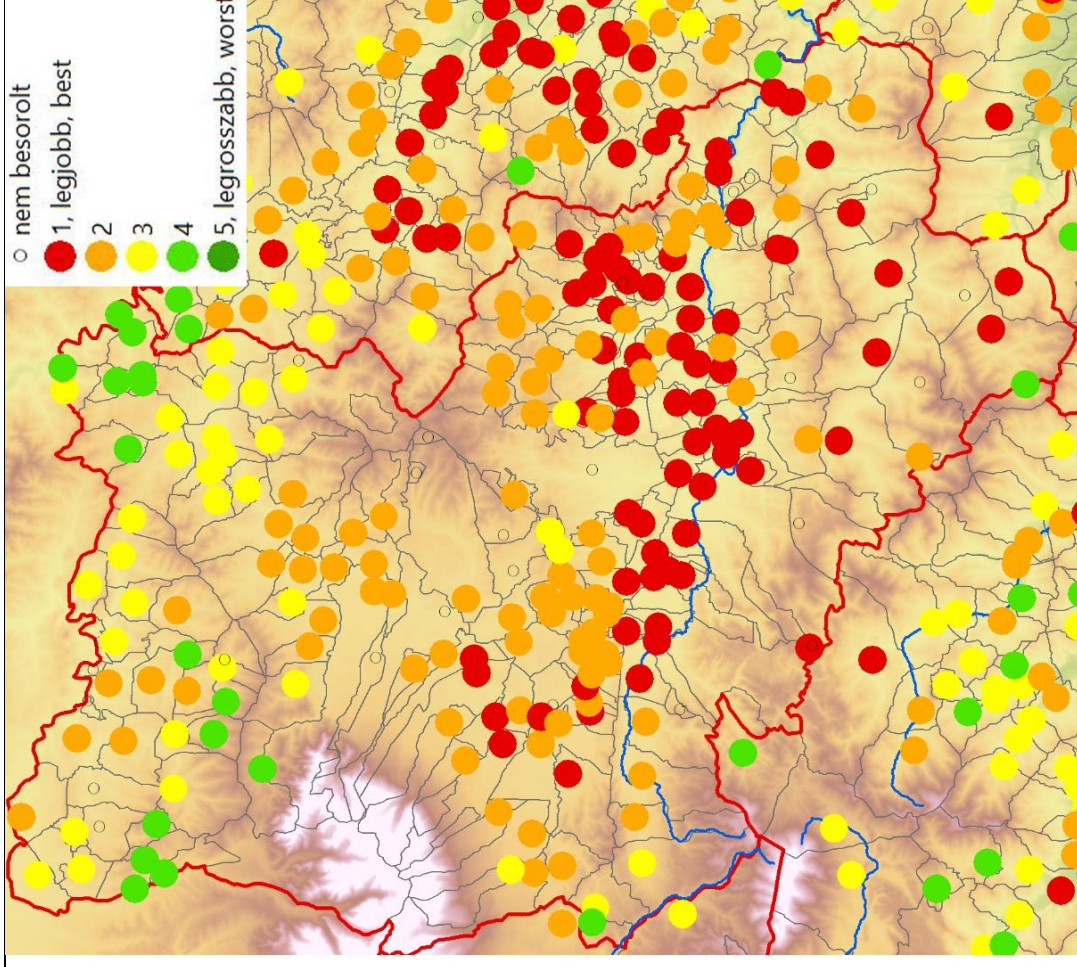 nem besorolt
1, legjobb, best
2
3
4
5, legrosszabb, worst